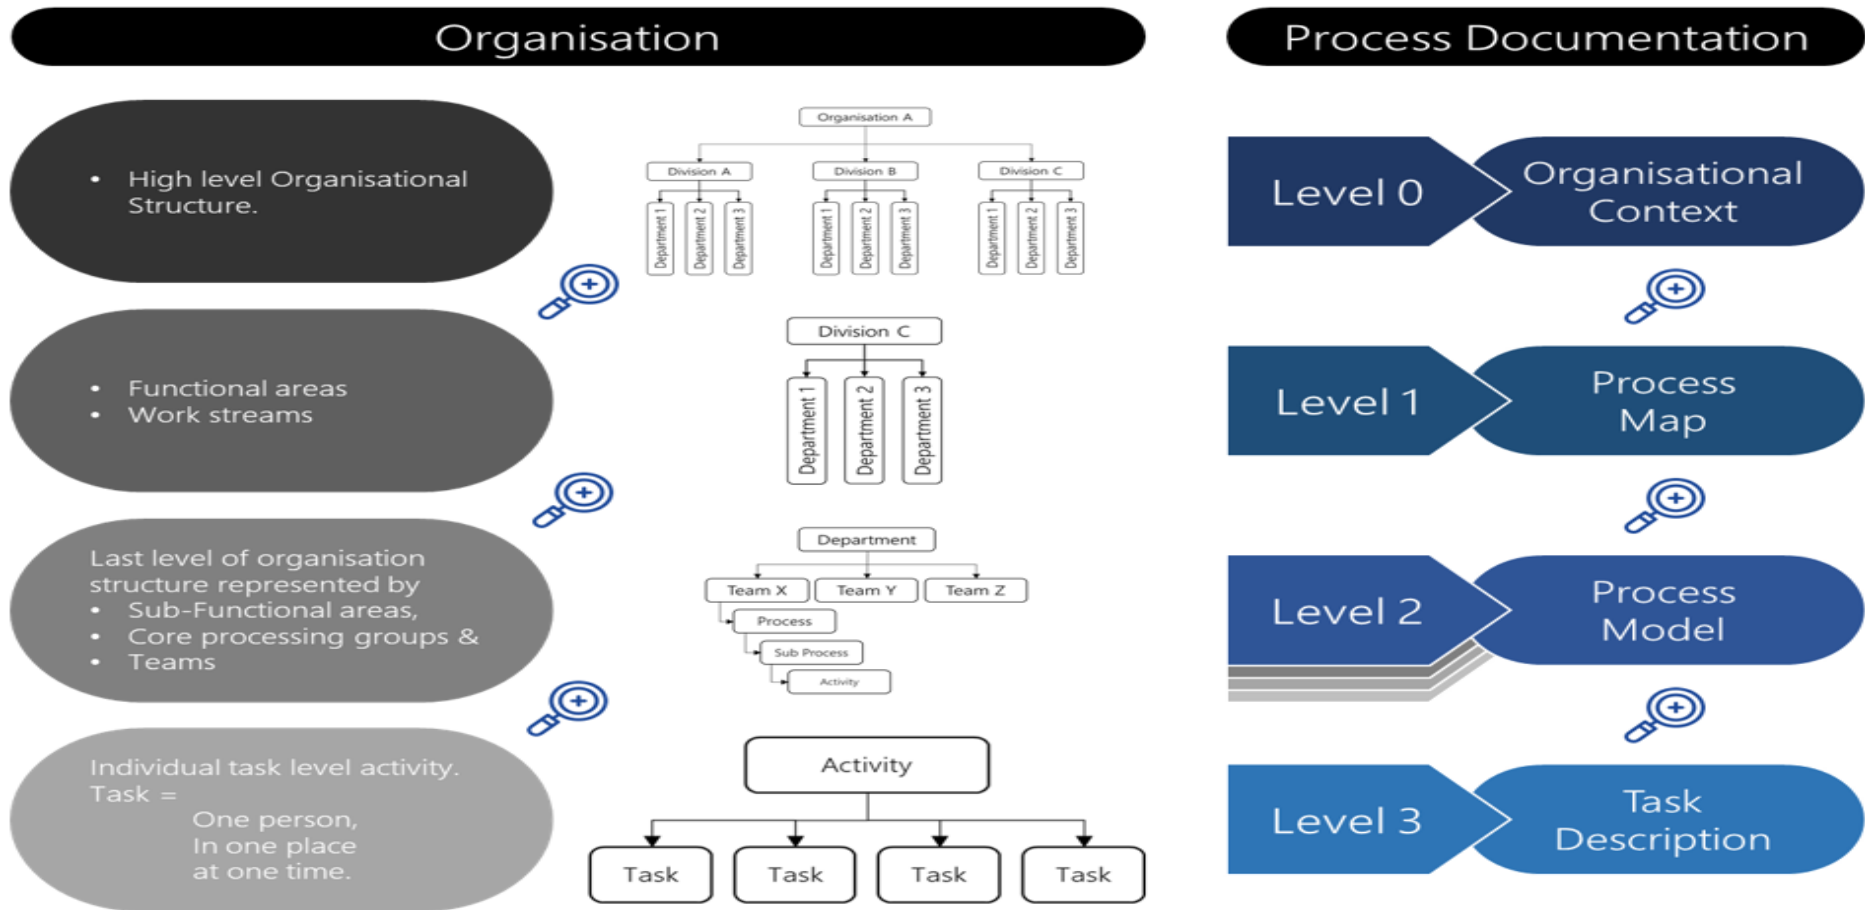 Organisation
Process Documentation
• High level Organisational
Structure.
Organisation A
Division A
Division B
Division C
Department 1
Department 2
Department 3
Department 1
Department 2
Department 3
Department 1
Department 2
Department 3
Level 0
Organisational
Context
• Functional areas
• Work streams
Division C
Department 1
Department 2
Department 3
Level 1
Process
Map
Last level of organisation
structure represented by
• Sub-Functional areas,
• Core processing groups &
• Teams
Department
Team X
Team Y
Team Z
Process
Sub Process
Activity
Level 2
Process
Model
Individual task level activity.
Task =
One person,
In one place
at one time.
Activity
Task
Task
Task
Task
Level 3
Task
Description